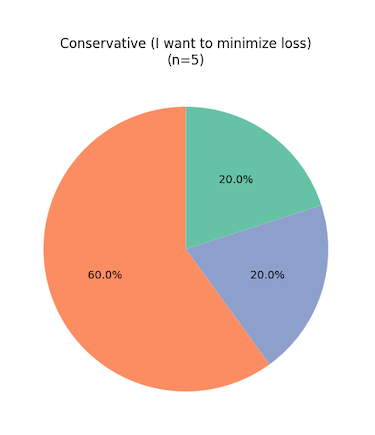 Conservative (I want to minimize loss)
(n=5)
20.0%
60.0%
20.0%